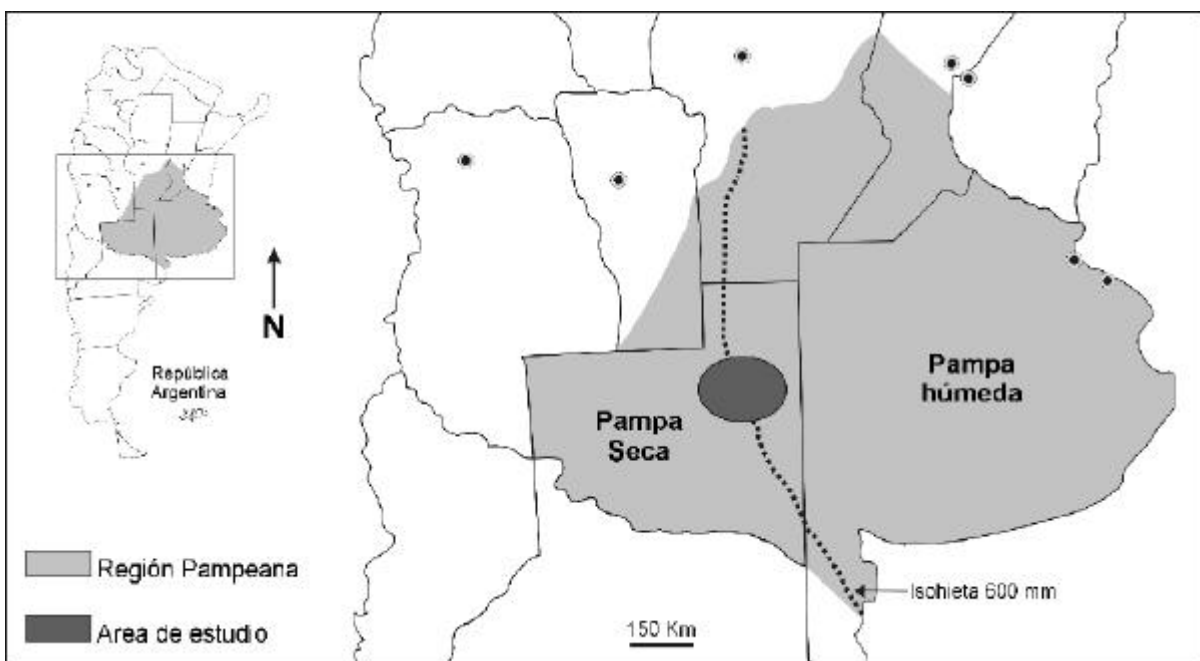 República
Argentina
N
Región Pampeana
Area de estudio
Pampa
húmeda
Pampa
Seca
Isohieta 600 mm
150 Km